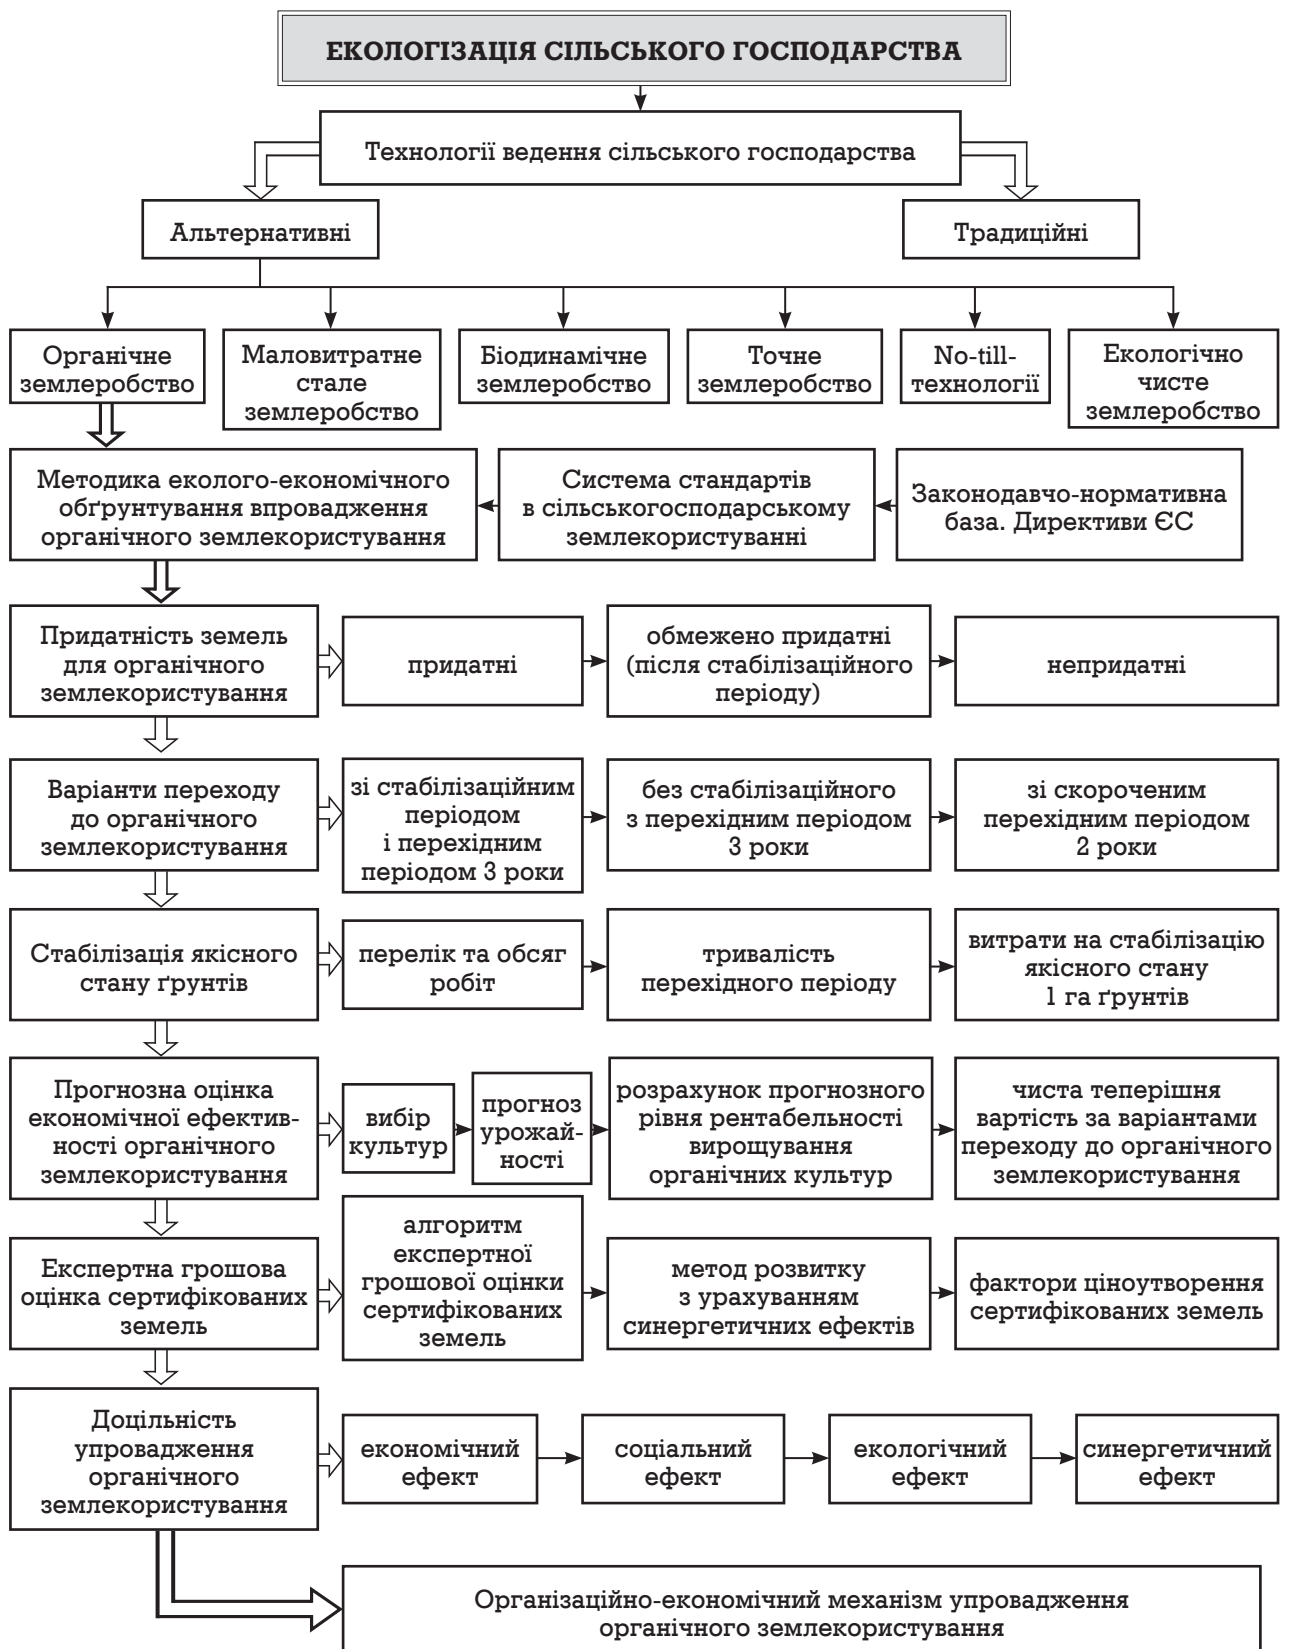 ЕКОЛОГІЗАЦІЯ СІЛЬСЬКОГО ГОСПОДАРСТВА
Технології ведення сільського господарства
Альтернативні
Традиційні
Органічне
землеробство
Маловитратне
стале
землеробство
Біодинамічне
землеробство
Точне
землеробство
No-till-
технології
Екологічно
чисте
землеробство
Методика еколого-економічного
обґрунтування впровадження
органічного землекористування
Система стандартів
в сільськогосподарському
землекористуванні
Законодавчо-нормативна
база. Директиви ЄС
Придатність земель
для органічного
землекористування
придатні
обмежено придатні
(після стабілізаційного
періоду)
непридатні
Варіанти переходу
до органічного
землекористування
зі стабілізаційним
періодом
і перехідним
періодом 3 роки
без стабілізаційного
з перехідним періодом
3 роки
зі скороченим
перехідним періодом
2 роки
Стабілізація якісного
стану ґрунтів
перелік та обсяг
робіт
тривалість
перехідного періоду
витрати на стабілізацію
якісного стану
1 га ґрунтів
Прогнозна оцінка
економічної ефектив-
ності органічного
землекористування
вибір
культур
прогноз
урожай-
ності
розрахунок прогнозного
рівня рентабельності
вирощування
органічних культур
чиста теперішня
вартість за варіантами
переходу до органічного
землекористування
Експертна грошова
оцінка сертифікованих
земель
алгоритм
експертної
грошової оцінки
сертифікованих
земель
метод розвитку
з урахуванням
синергетичних ефектів
фактори ціноутворення
сертифікованих земель
Доцільність
упровадження
органічного
землекористування
економічний
ефект
соціальний
ефект
екологічний
ефект
синергетичний
ефект
Організаційно-економічний механізм упровадження
органічного землекористування